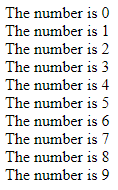 The number is 0
The number is 1
The number is 2
The number is 3
The number is 4
The number is 5
The number is 6
The number is 7
The number is 8
The number is 9